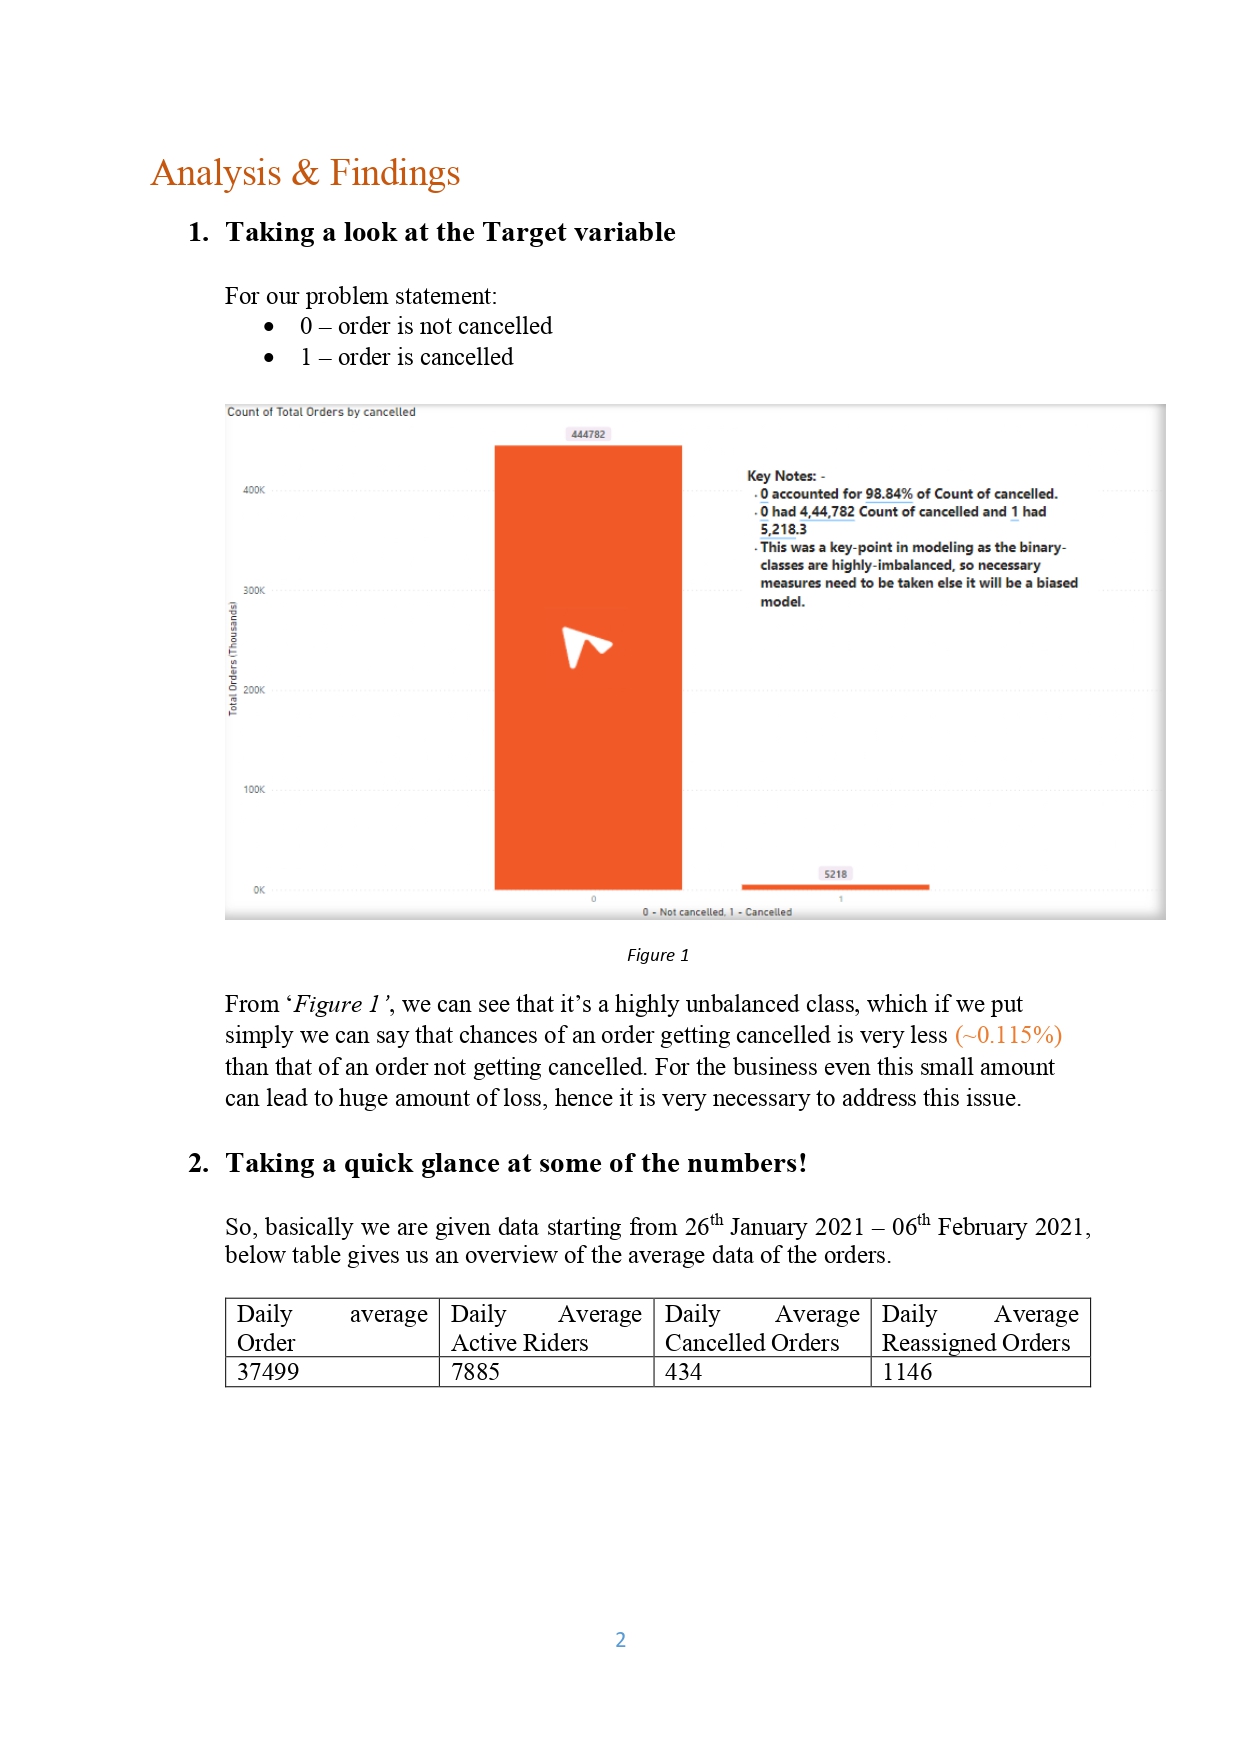 Analysis & Findings
1. Taking a look at the Target variable
For our problem statement:
• 0 – order is not cancelled
• 1 – order is cancelled
Count of Total Orders by cancelled
444782
Key Notes: -
· 0 accounted for 98.84% of Count of cancelled.
· 0 had 4,44,782 Count of cancelled and 1 had
5,218.3
· This was a key-point in modeling as the binary-
classes are highly-imbalanced, so necessary
measures need to be taken else it will be a biased
model.
400K
300K
200K
100K
0K
Total Orders (Thousands)
5218
0
1
0 - Not cancelled, 1 - Cancelled
Figure 1
From ‘Figure 1’, we can see that it’s a highly unbalanced class, which if we put
simply we can say that chances of an order getting cancelled is very less (~0.115%)
than that of an order not getting cancelled. For the business even this small amount
can lead to huge amount of loss, hence it is very necessary to address this issue.
2. Taking a quick glance at some of the numbers!
So, basically we are given data starting from 26th January 2021 – 06th February 2021,
below table gives us an overview of the average data of the orders.
Daily average Daily Average Daily Average Daily Average
Order Active Riders Cancelled Orders Reassigned Orders
37499 7885 434 1146
2